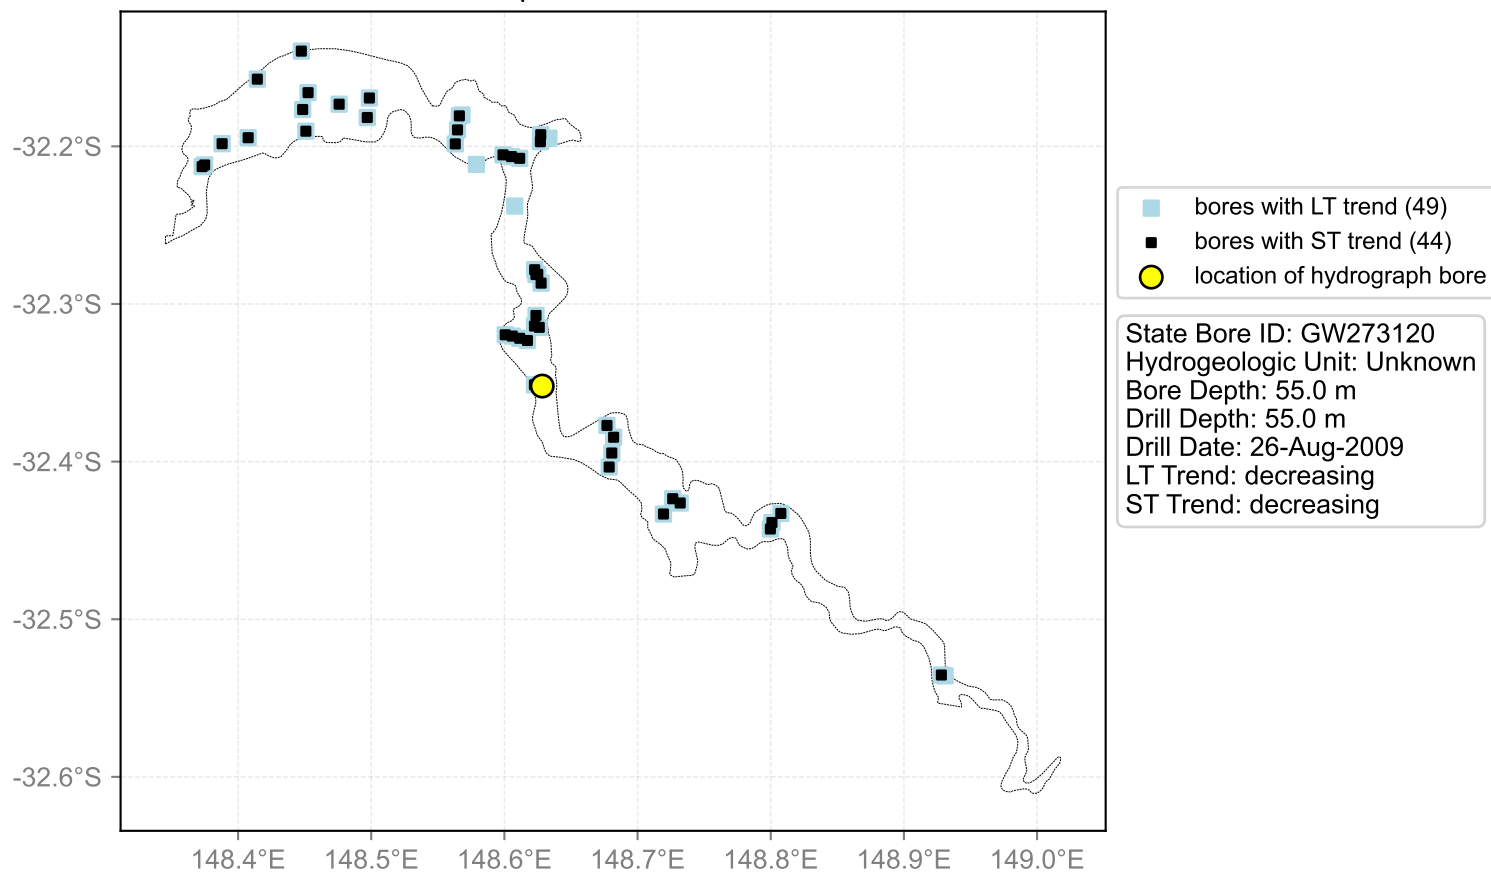 -32.2°S
-32.3°S
-32.4°S
-32.5°S
-32.6°S
148.4°E
148.5°E
148.6°E
148.7°E
148.8°E
148.9°E
149.0°E
bores with LT trend (49)
bores with ST trend (44)
location of hydrograph bore
State Bore ID: GW273120
Hydrogeologic Unit: Unknown
Bore Depth: 55.0 m
Drill Depth: 55.0 m
Drill Date: 26-Aug-2009
LT Trend: decreasing
ST Trend: decreasing